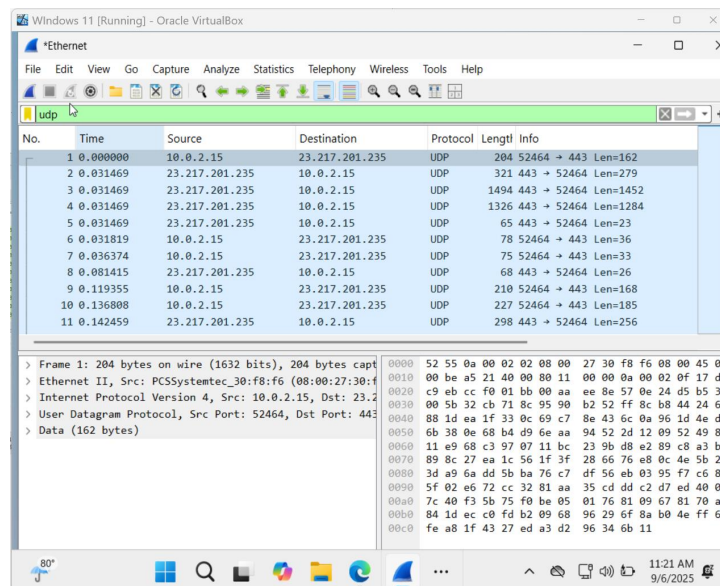 WIndows 11 [Running] - Oracle VirtualBox
*Ethernet
File Edit View Go Capture Analyze Statistics Telephony Wireless Tools Help
udp
No. Time Source Destination Protocol Length Info
1 0.000000 10.0.2.15 23.217.201.235 UDP 204 52464 → 443 Len=162
2 0.031469 23.217.201.235 10.0.2.15 UDP 321 443 → 52464 Len=279
3 0.031469 23.217.201.235 10.0.2.15 UDP 1494 443 → 52464 Len=1452
4 0.031469 23.217.201.235 10.0.2.15 UDP 1326 443 → 52464 Len=1284
5 0.031469 23.217.201.235 10.0.2.15 UDP 65 443 → 52464 Len=23
6 0.031819 10.0.2.15 23.217.201.235 UDP 78 52464 → 443 Len=36
7 0.036374 10.0.2.15 23.217.201.235 UDP 75 52464 → 443 Len=33
8 0.081415 23.217.201.235 10.0.2.15 UDP 68 443 → 52464 Len=26
9 0.119355 10.0.2.15 23.217.201.235 UDP 210 52464 → 443 Len=168
10 0.136808 10.0.2.15 23.217.201.235 UDP 227 52464 → 443 Len=185
11 0.142459 23.217.201.235 10.0.2.15 UDP 298 443 → 52464 Len=256
> Frame 1: 204 bytes on wire (1632 bits), 204 bytes capt
> Ethernet II, Src: PCSSystemtec_30:f8:f6 (08:00:27:30:f
> Internet Protocol Version 4, Src: 10.0.2.15, Dst: 23.2
> User Datagram Protocol, Src Port: 52464, Dst Port: 443
> Data (162 bytes)
0000 52 55 0a 00 02 02 08 00 27 30 f8 f6 08 00 45 0
0010 00 be a5 21 40 00 80 11 00 00 0a 00 02 0f 17 d
0020 c9 eb cc f0 01 bb 00 aa ee 8e 57 0e 24 d5 b5 3
0030 00 5b 32 cb 71 8c 95 90 b2 52 ff 8c b8 44 24 6
0040 88 1d ea 1f 33 0c 69 c7 8e 43 6c 0a 96 1d 4e d
0050 6b 38 0e 68 b4 d9 6e aa 94 52 2d 12 09 52 49 8
0060 11 e9 68 c3 97 07 11 bc 23 9b d8 e2 89 c8 a3 b
0070 89 8c 27 ea 1c 56 1f 3f 28 66 76 e8 0c 4e 5b 2
0080 3d a9 6a dd 5b ba 76 c7 df 56 eb 03 95 f7 c6 8
0090 5f 02 e6 72 cc 32 81 aa 35 cd dd c2 d7 ed 40 0
00a0 7c 40 f3 5b 75 f0 be 05 01 76 81 09 67 81 70 a
00b0 84 1d ec c0 fd b2 09 68 96 29 6f 8a b0 4e ff 6
00c0 fe a8 1f 43 27 ed a3 d2 96 34 6b 11
80°
11:21 AM
9/6/2025